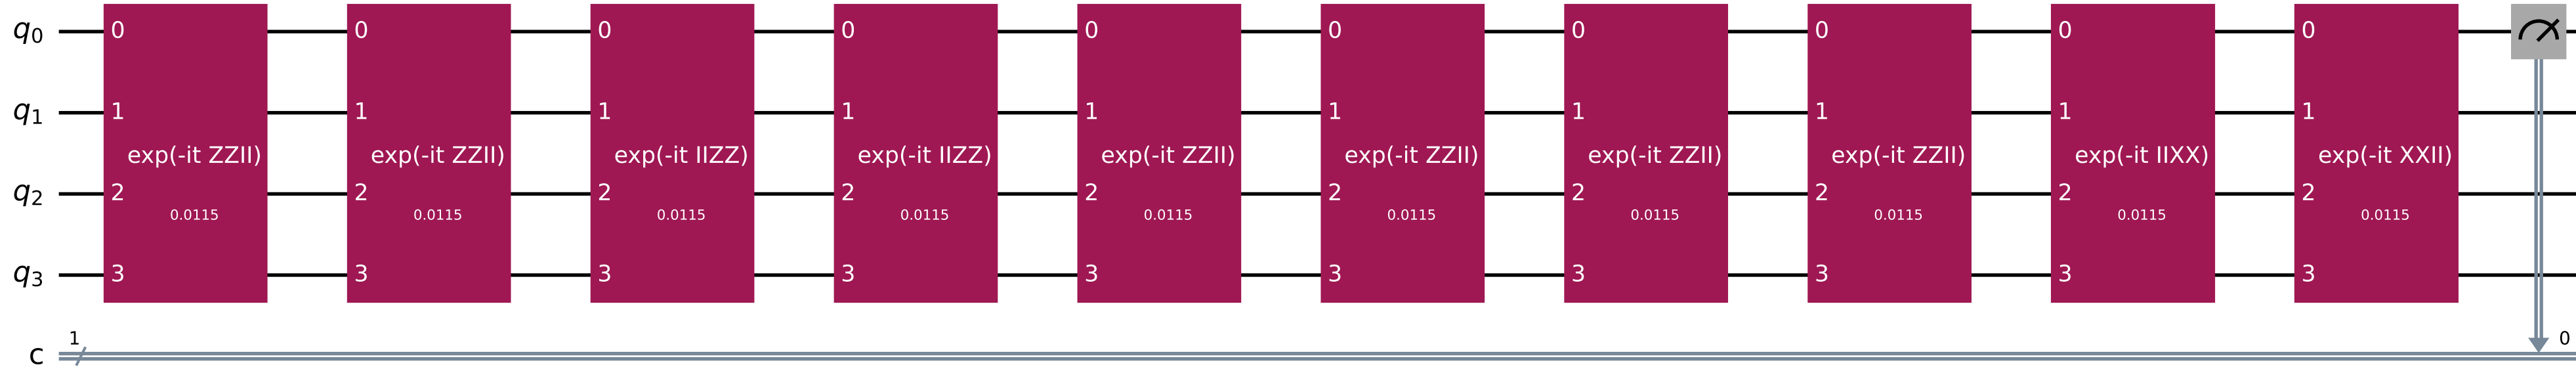 q0 0 0 0 0 0 0 0 0 0 0
q1 1 1 1 1 1 1 1 1 1 1
exp(-it ZZII) exp(-it ZZII) exp(-it IIZZ) exp(-it IIZZ) exp(-it ZZII) exp(-it ZZII) exp(-it ZZII) exp(-it ZZII) exp(-it IIXX) exp(-it XXII)
q2 2 2 2 2 2 2 2 2 2 2
0.0115 0.0115 0.0115 0.0115 0.0115 0.0115 0.0115 0.0115 0.0115 0.0115
q3 3 3 3 3 3 3 3 3 3 3
1 0
c